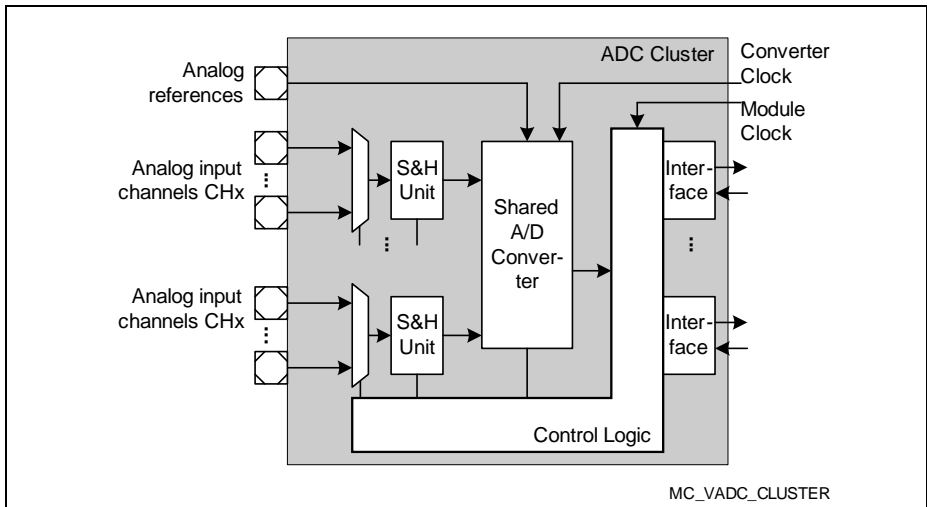 ADC Cluster
Converter
Clock
Analog
references
Module
Clock
Analog input
channels CHx
S&H
Unit
Shared
A/D
Conver-
ter
Inter-
face
Analog input
channels CHx
S&H
Unit
Inter-
face
Control Logic
MC_VADC_CLUSTER